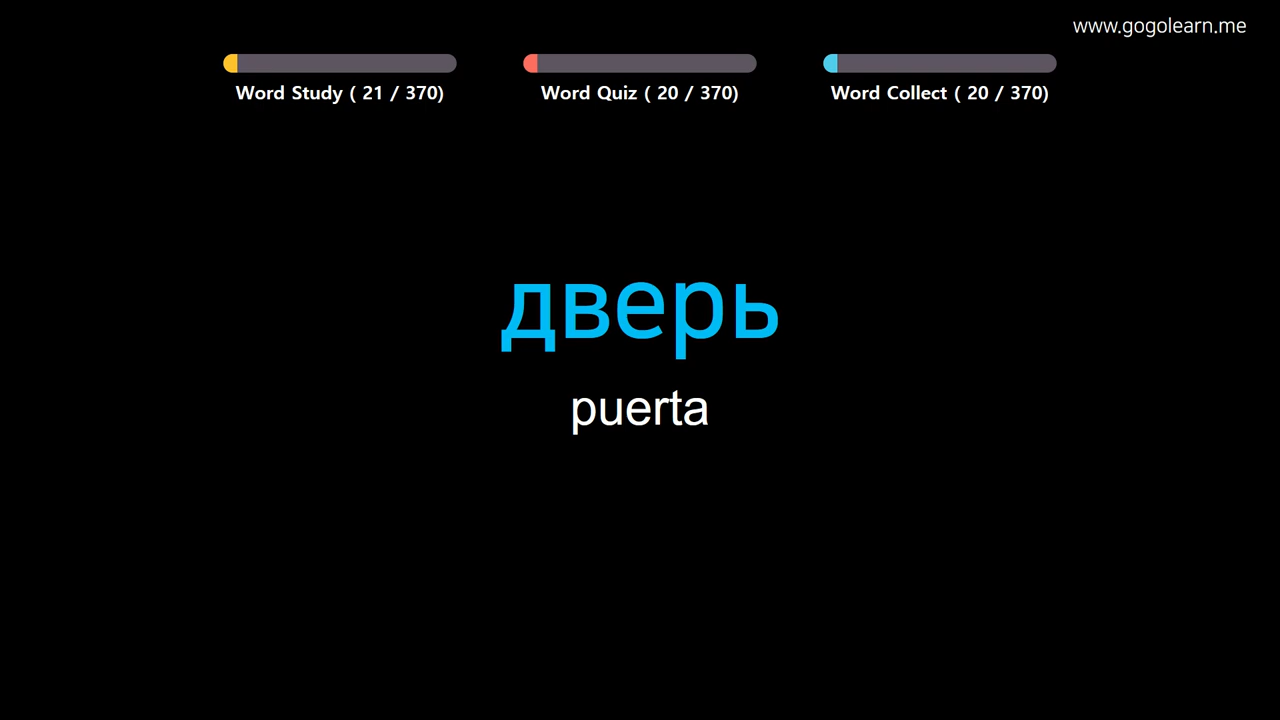 www.gogolearn.me
Word Study ( 21 / 370)
Word Quiz ( 20 / 370)
Word Collect ( 20 / 370)
дверь
puerta